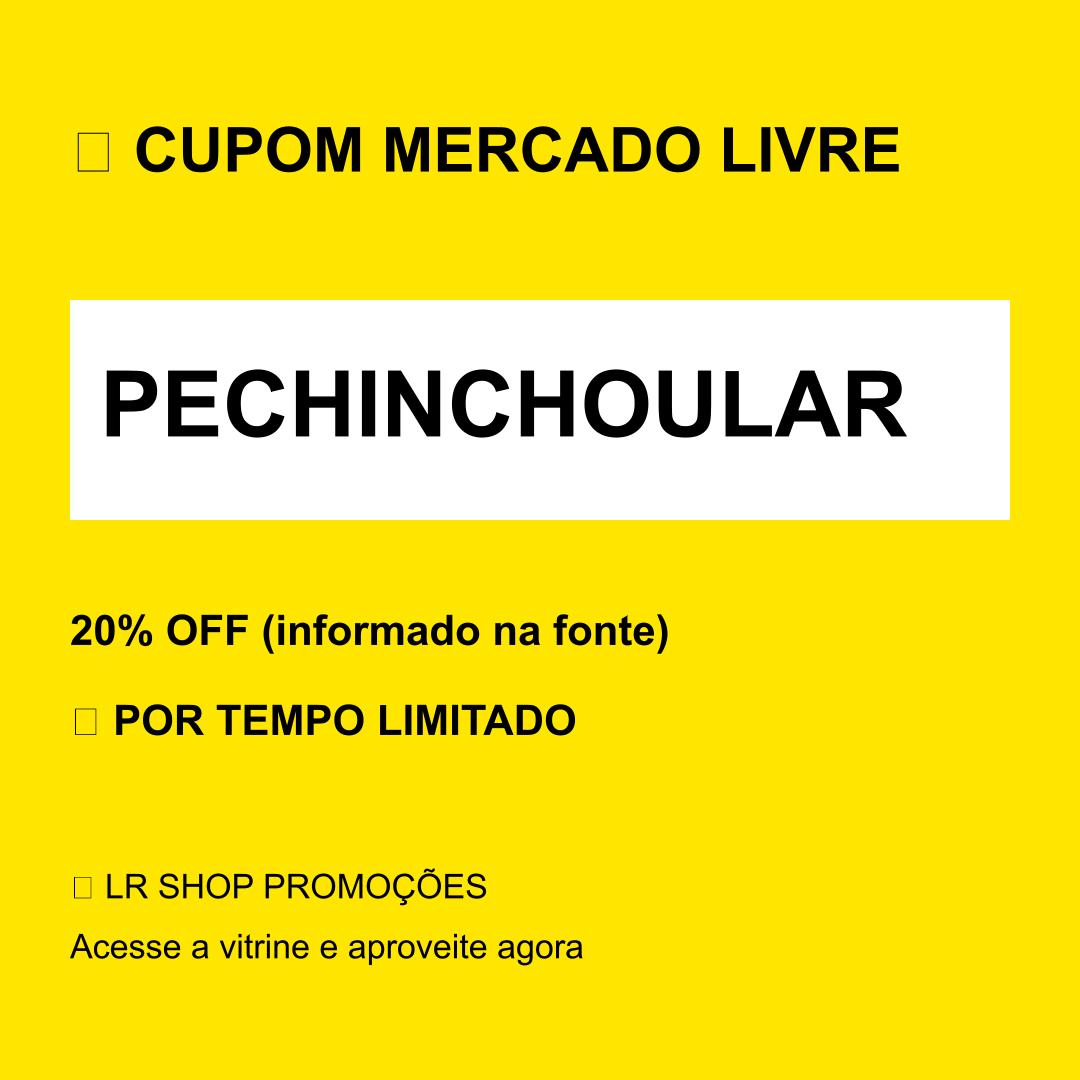 □ CUPOM MERCADO LIVRE
PECHINCHOULAR
20% OFF (informado na fonte)
□ POR TEMPO LIMITADO
□ LR SHOP PROMOÇÕES
Acesse a vitrine e aproveite agora